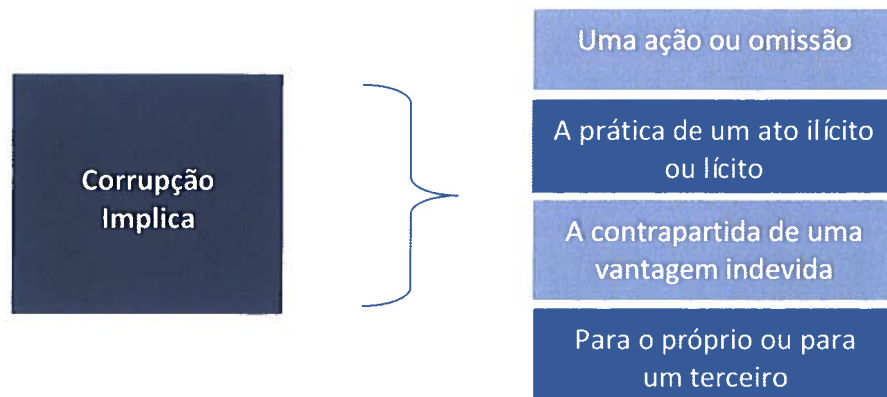 Corrupção
Implica
Uma ação ou omissão
A prática de um ato ilícito
ou lícito
A contrapartida de uma
vantagem indevida
Para o próprio ou para
um terceiro